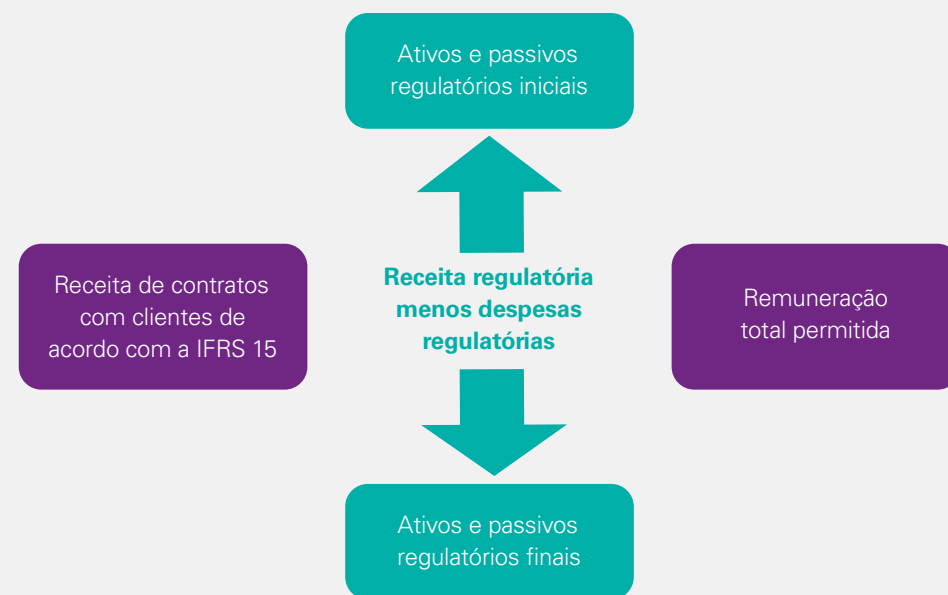 Ativos e passivos
regulatórios iniciais
Receita de contratos
com clientes de
acordo com a IFRS 15
Receita regulatória
menos despesas
regulatórias
Remuneração
total permitida
Ativos e passivos
regulatórios finais